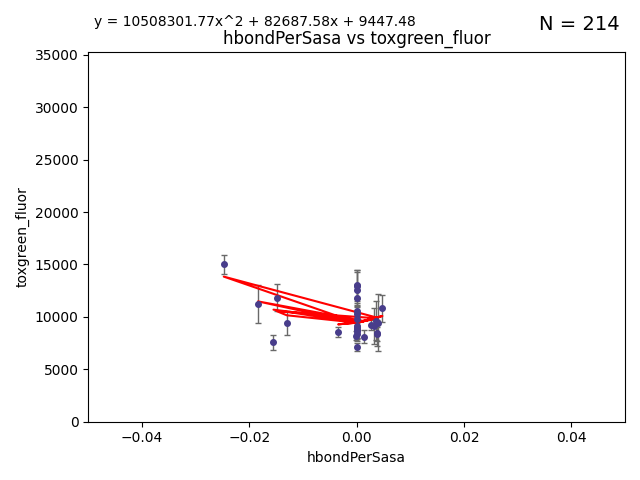 y = 10508301.77x^2 + 82687.58x + 9447.48
N = 214
hbondPerSasa vs toxgreen_fluor
35000
30000
25000
20000
15000
10000
5000
0
toxgreen_fluor
−0.04
−0.02
0.00
0.02
0.04
hbondPerSasa